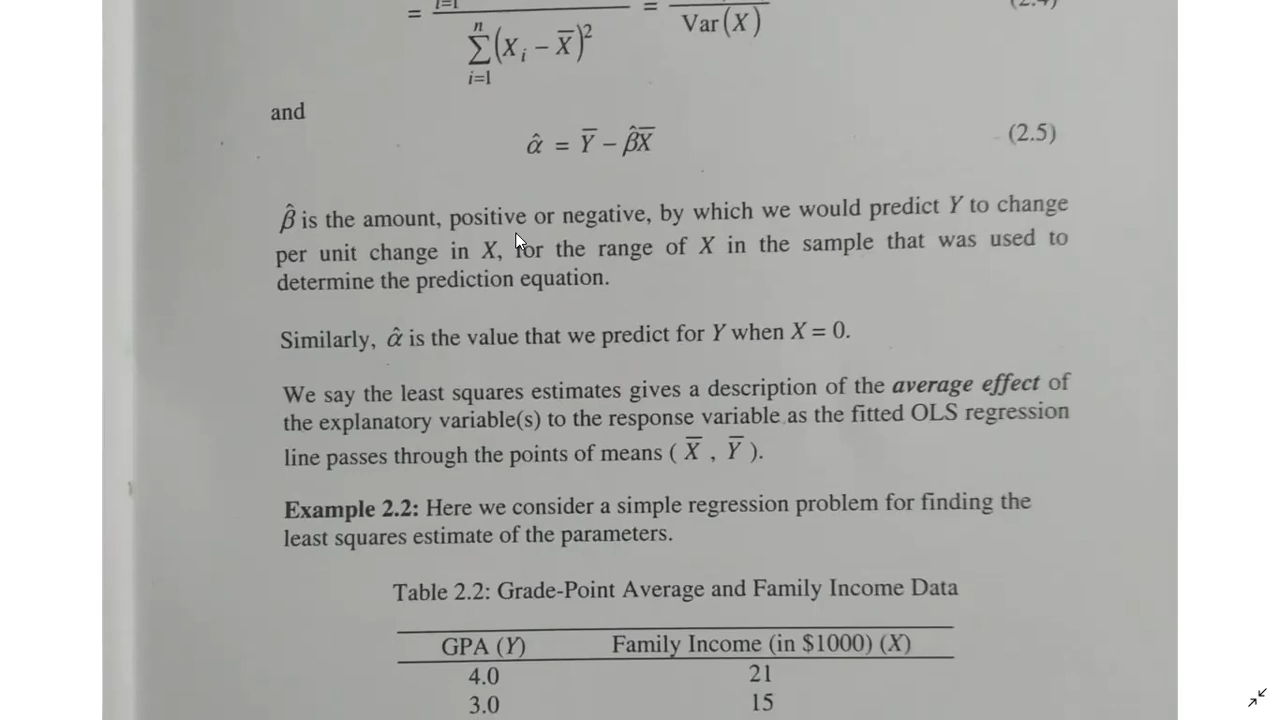 = i=1 / ∑_{i=1}^{n} (X_i − X̄)² = / Var(X) (2.4)
and
α̂ = Ȳ − β̂X̄ (2.5)
β̂ is the amount, positive or negative, by which we would predict Y to change
per unit change in X, for the range of X in the sample that was used to
determine the prediction equation.
Similarly, α̂ is the value that we predict for Y when X = 0.
We say the least squares estimates gives a description of the average effect of
the explanatory variable(s) to the response variable as the fitted OLS regression
line passes through the points of means ( X̄ , Ȳ ).
Example 2.2: Here we consider a simple regression problem for finding the
least squares estimate of the parameters.
Table 2.2: Grade-Point Average and Family Income Data
GPA (Y) Family Income (in $1000) (X)
4.0 21
3.0 15